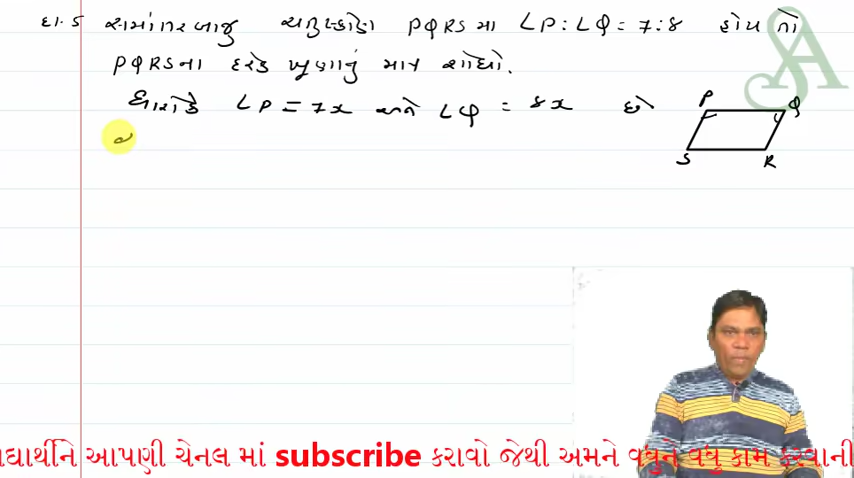 દા.5 સમાંતરબાજુ ચતુષ્કોણ PQRS મા ∠P:∠Q = 7:8 હોય તો
PQRS ના દરેક ખૂણાનું માપ શોધો.
ધારોકે ∠P = 7x અને ∠Q = 8x છે
P Q
S R
વિદ્યાર્થીને આપણી ચેનલ માં subscribe કરાવો જેથી અમને વધુને વધુ કામ કરવાની